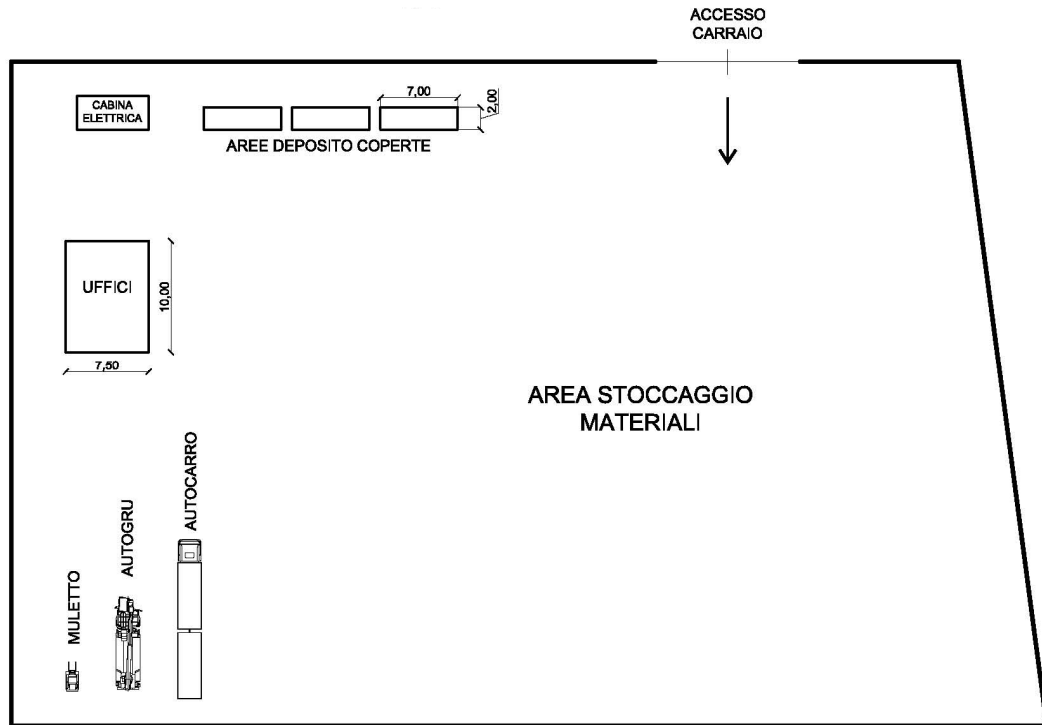 ACCESSO
CARRAIO
CABINA
ELETTRICA
7,00
2,00
AREE DEPOSITO COPERTE
UFFICI
10,00
7,50
AREA STOCCAGGIO
MATERIALI
AUTOCARRO
AUTOGRU
MULETTO